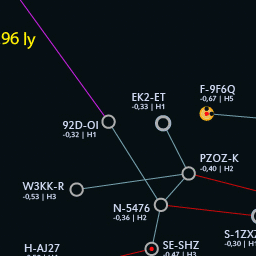 96 ly
EK2-ET
-0,33 | H1
F-9F6Q
-0,67 | H5
92D-OI
-0,32 | H1
PZOZ-K
-0,40 | H2
W3KK-R
-0,53 | H3
N-5476
-0,36 | H2
S-1ZXZ
-0,30 | H1
H-AJ27
SE-SHZ
-0,47 | H3